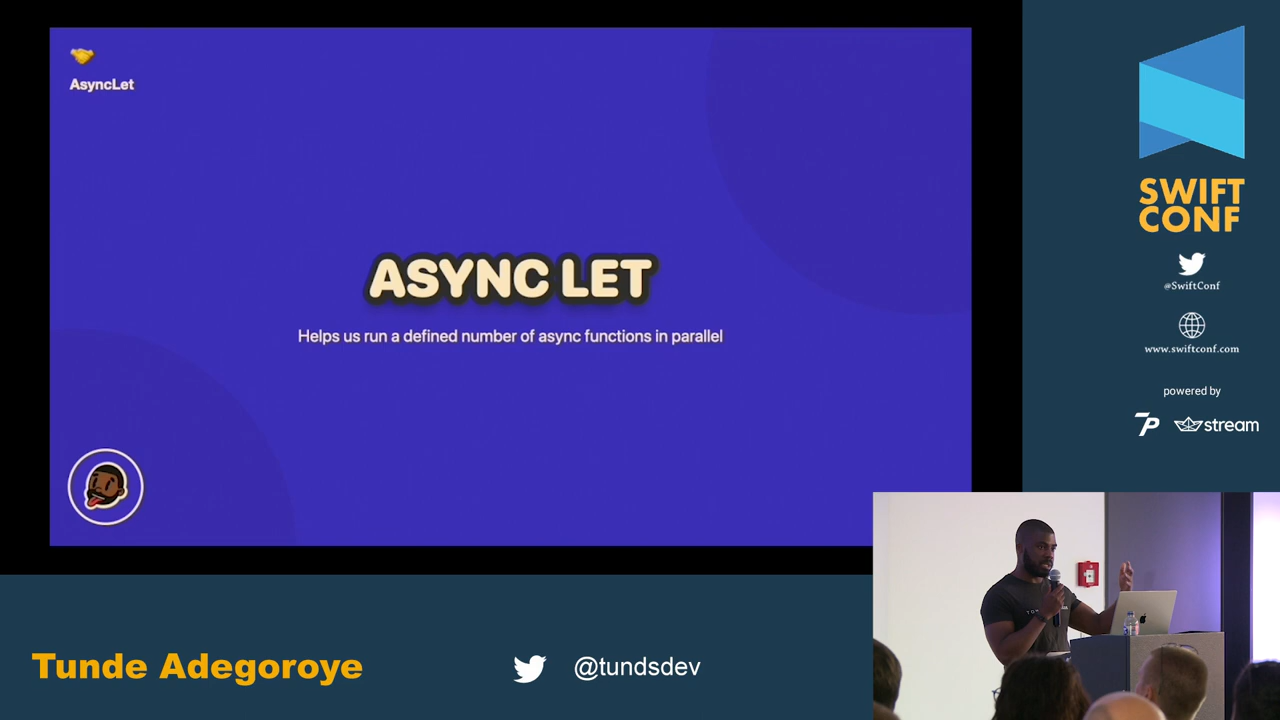 AsyncLet
ASYNC LET
Helps us run a defined number of async functions in parallel
SWIFT
CONF
@SwiftConf
www.swiftconf.com
powered by
7P stream
Tunde Adegoroye
@tundsdev